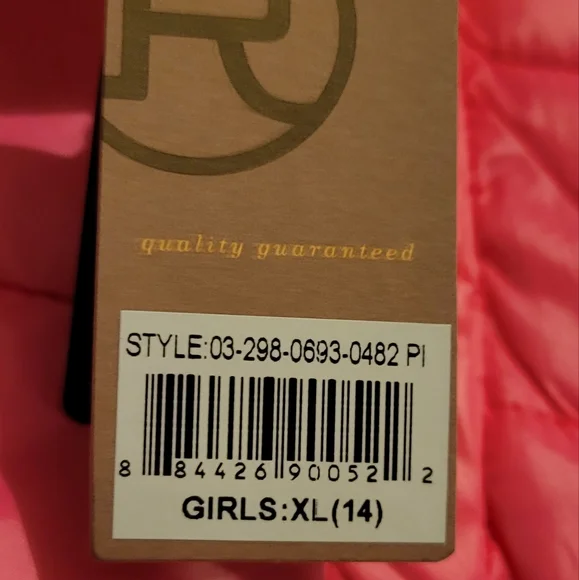 quality guaranteed
STYLE:03-298-0693-0482 PI
8 84426 90052 2
GIRLS:XL(14)